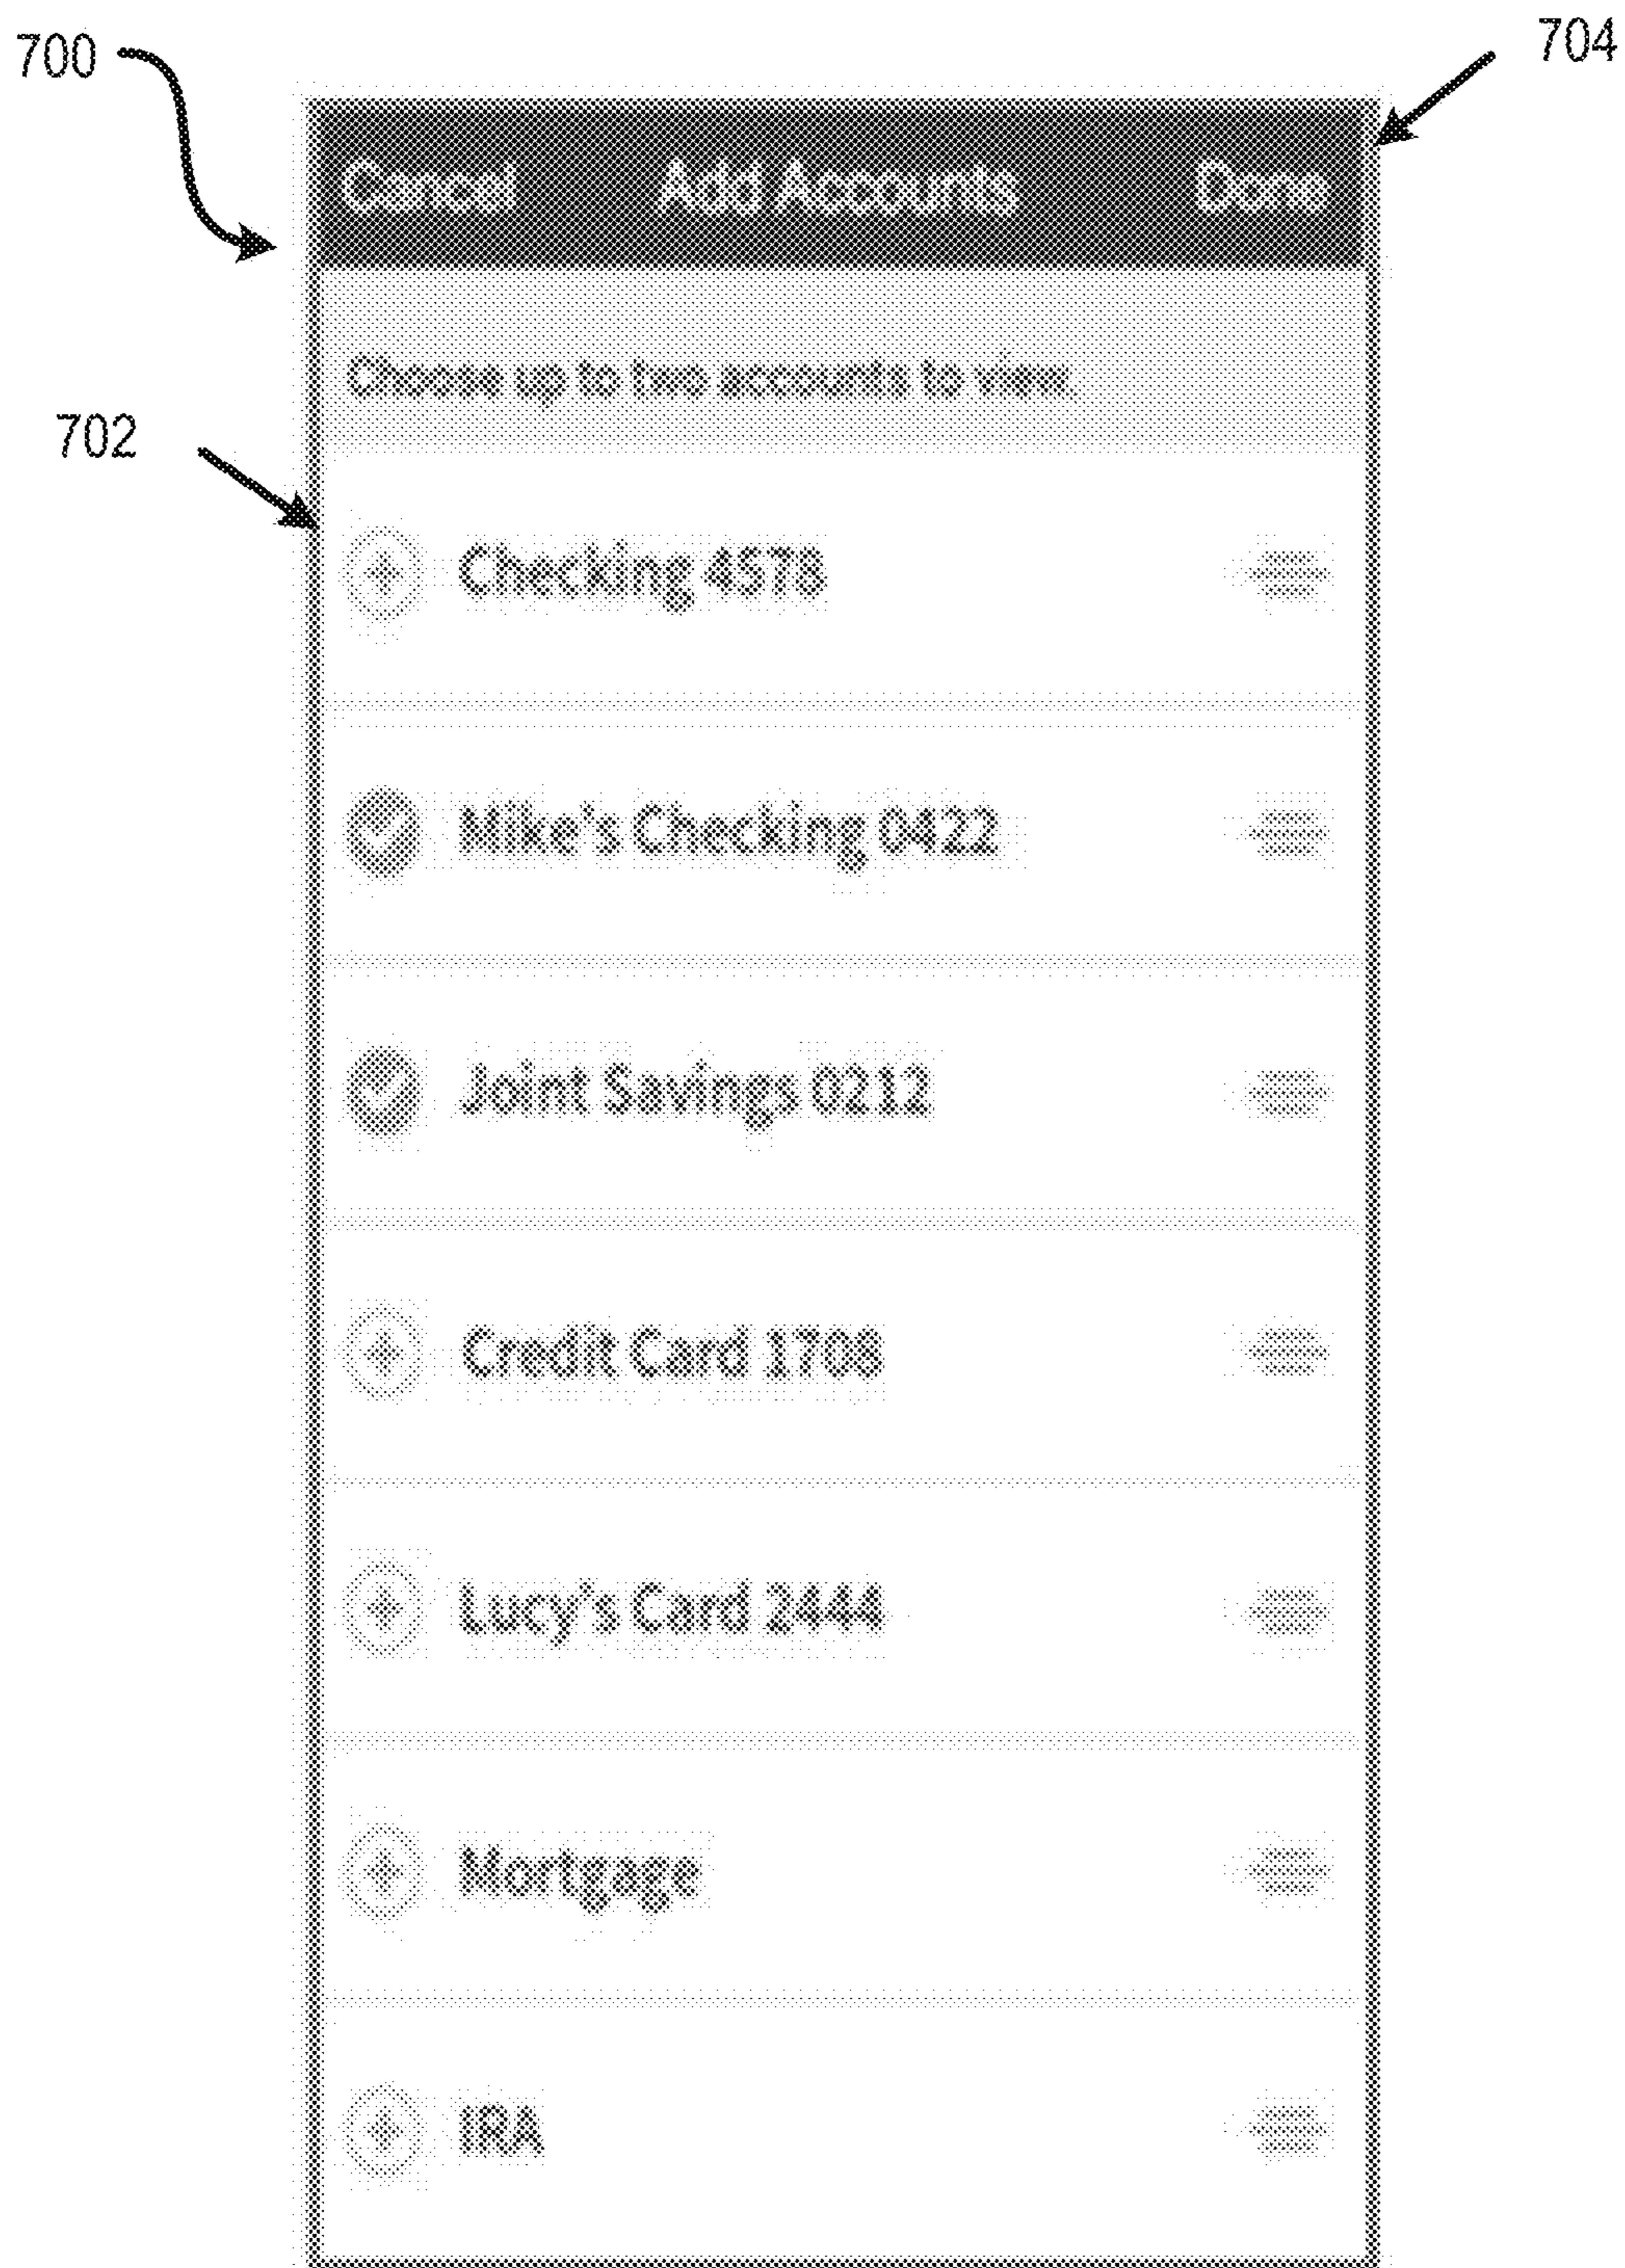 700
704
Cancel Add Accounts Done
Choose up to two accounts to view.
702
Checking 4578
Mike's Checking 0422
Joint Savings 0212
Credit Card 1708
Lucy's Card 2444
Mortgage
IRA